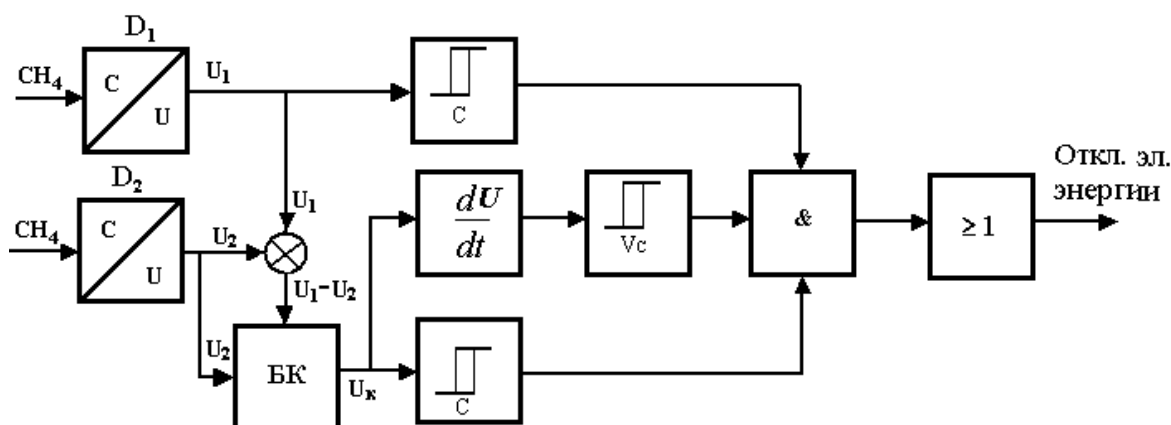 D₁
CH₄
C
U
U₁
C
D₂
CH₄
C
U
U₂
U₁
U₁-U₂
U₂
БК
Uк
dU
dt
Vc
C
&
≥ 1
Откл. эл.
энергии